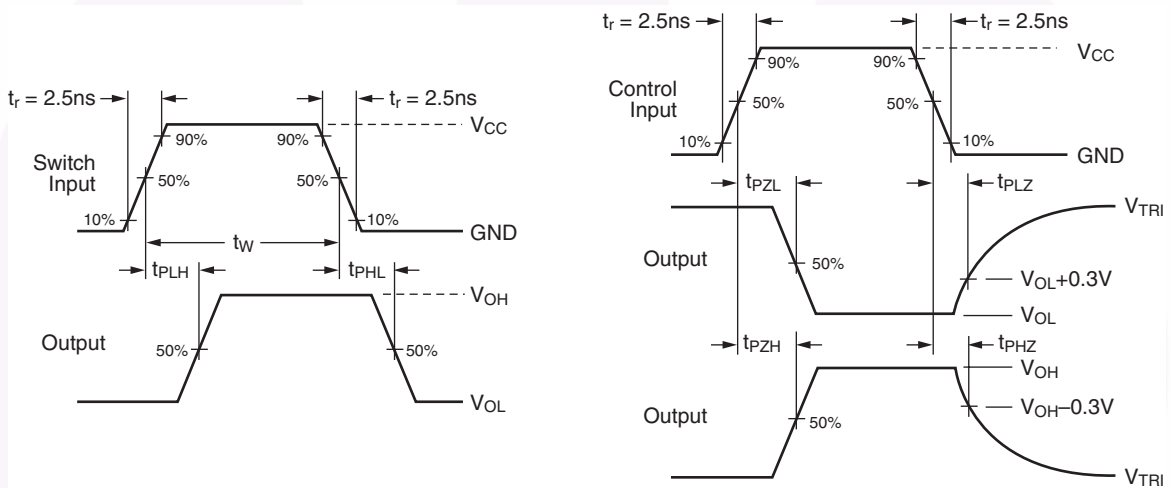 tr = 2.5ns
tr = 2.5ns
VCC
90%
90%
Switch
Input
50%
50%
10%
10%
GND
tW
tPLH
tPHL
VOH
Output
50%
50%
VOL
tr = 2.5ns
tr = 2.5ns
VCC
90%
90%
Control
Input
50%
50%
10%
10%
GND
tPZL
tPLZ
VTRI
Output
50%
VOL+0.3V
VOL
tPZH
tPHZ
VOH
VOH–0.3V
Output
50%
VTRI